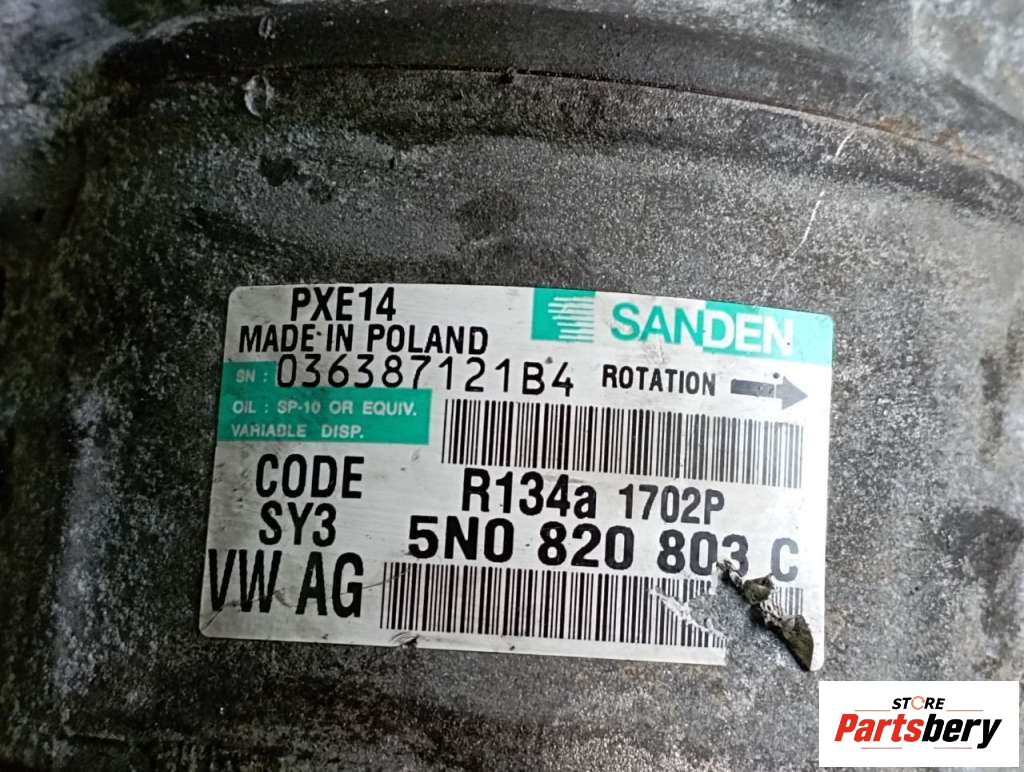 PXE14
SANDEN
MADE IN POLAND
SN: 036387121B4
ROTATION
OIL : SP-10 OR EQUIV.
VARIABLE DISP.
CODE
SY3
R134a 1702P
5N0 820 803 C
VW AG
STORE
Partsbery